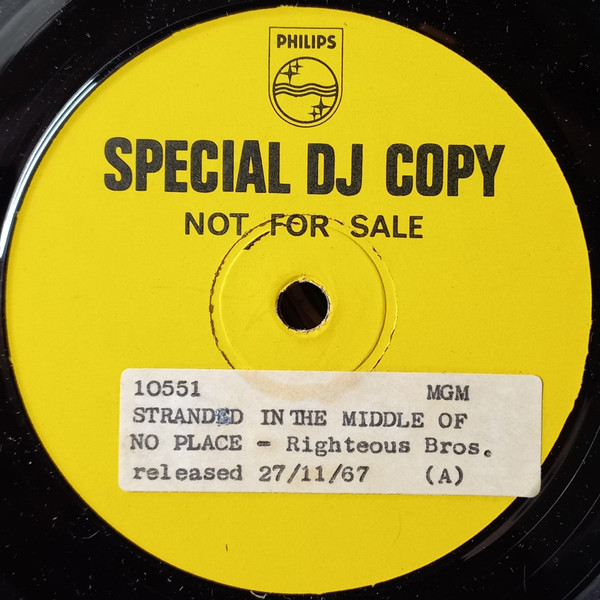 PHILIPS
SPECIAL DJ COPY
NOT FOR SALE
10551 MGM
STRANDED IN THE MIDDLE OF
NO PLACE - Righteous Bros.
released 27/11/67 (A)